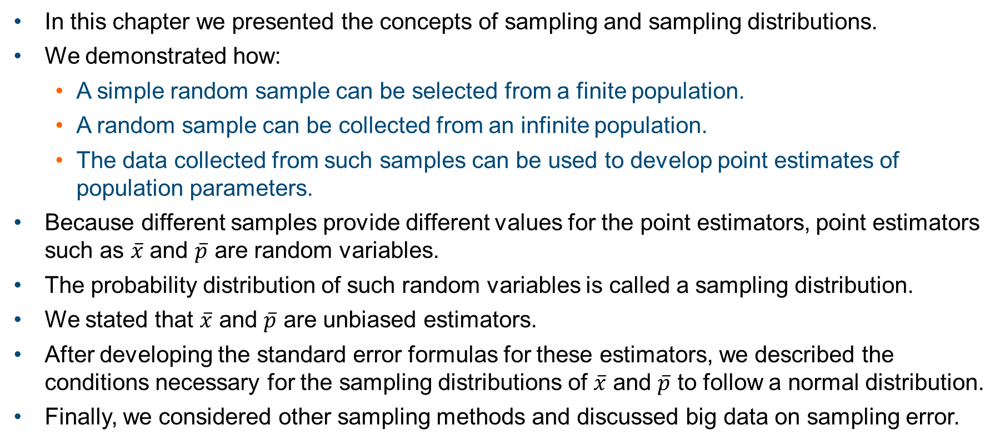 • In this chapter we presented the concepts of sampling and sampling distributions.
• We demonstrated how:
• A simple random sample can be selected from a finite population.
• A random sample can be collected from an infinite population.
• The data collected from such samples can be used to develop point estimates of
population parameters.
• Because different samples provide different values for the point estimators, point estimators
such as x̄ and p̄ are random variables.
• The probability distribution of such random variables is called a sampling distribution.
• We stated that x̄ and p̄ are unbiased estimators.
• After developing the standard error formulas for these estimators, we described the
conditions necessary for the sampling distributions of x̄ and p̄ to follow a normal distribution.
• Finally, we considered other sampling methods and discussed big data on sampling error.